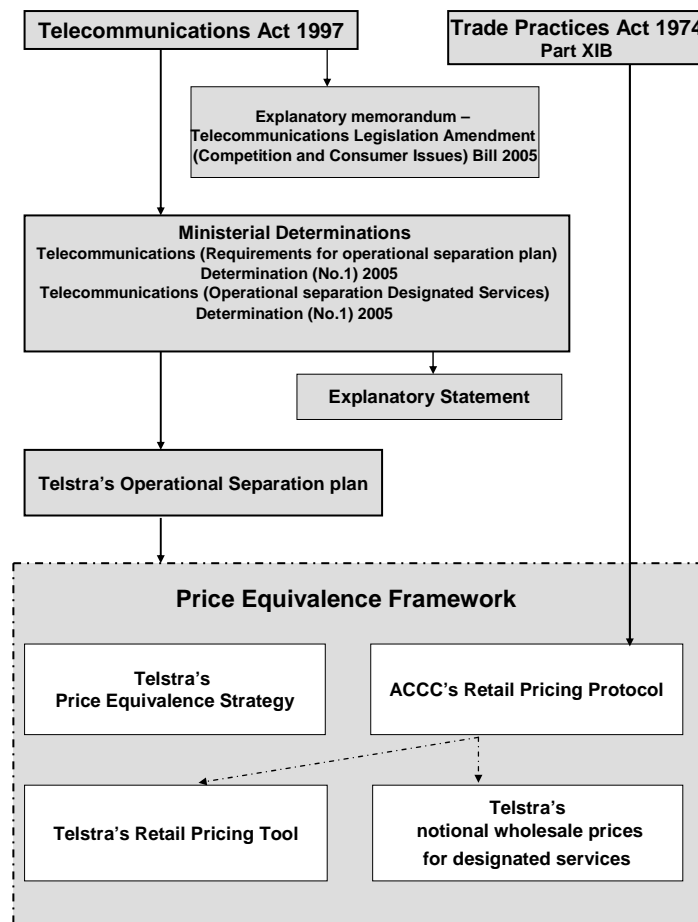 Telecommunications Act 1997
Trade Practices Act 1974
Part XIB
Explanatory memorandum –
Telecommunications Legislation Amendment
(Competition and Consumer Issues) Bill 2005
Ministerial Determinations
Telecommunications (Requirements for operational separation plan)
Determination (No.1) 2005
Telecommunications (Operational separation Designated Services)
Determination (No.1) 2005
Explanatory Statement
Telstra’s Operational Separation plan
Price Equivalence Framework
Telstra’s
Price Equivalence Strategy
ACCC’s Retail Pricing Protocol
Telstra’s Retail Pricing Tool
Telstra’s
notional wholesale prices
for designated services